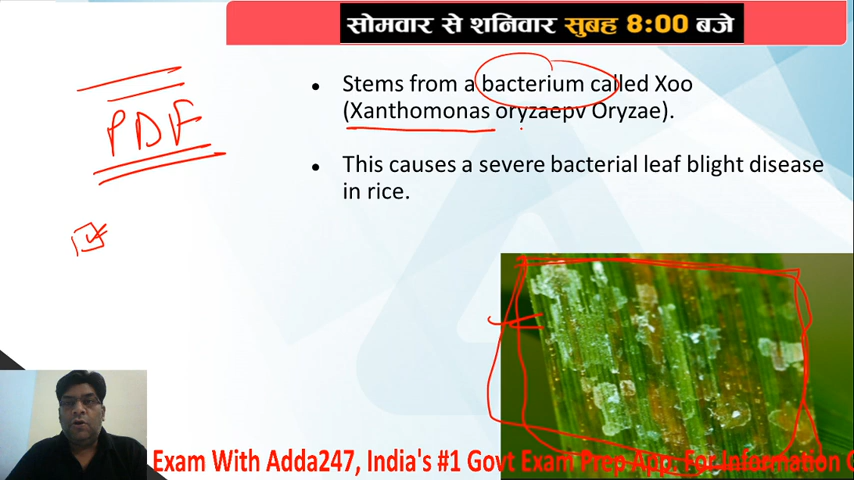 सोमवार से शनिवार सुबह 8:00 बजे
• Stems from a bacterium called Xoo
(Xanthomonas oryzaepv Oryzae).
PDF
• This causes a severe bacterial leaf blight disease
in rice.
Exam With Adda247, India's #1 Govt Exam Prep App. For Information